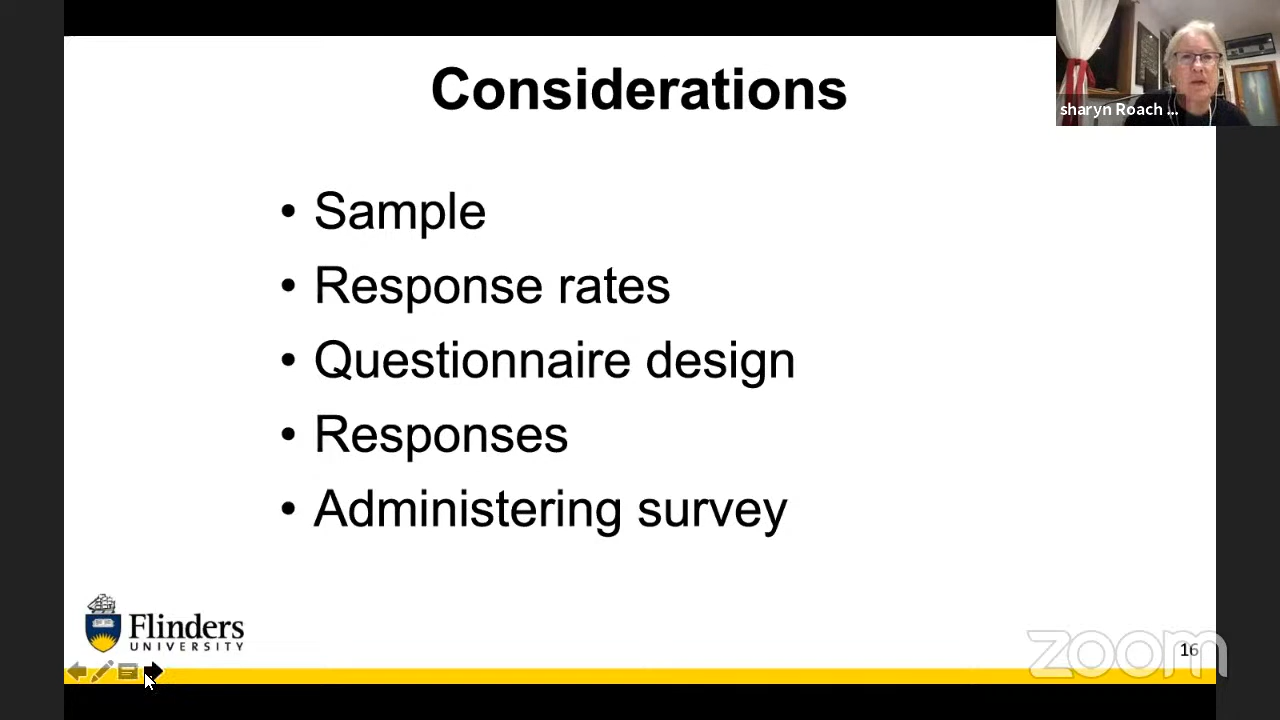 Considerations
sharyn Roach ...
• Sample
• Response rates
• Questionnaire design
• Responses
• Administering survey
Flinders
UNIVERSITY
zoom
16